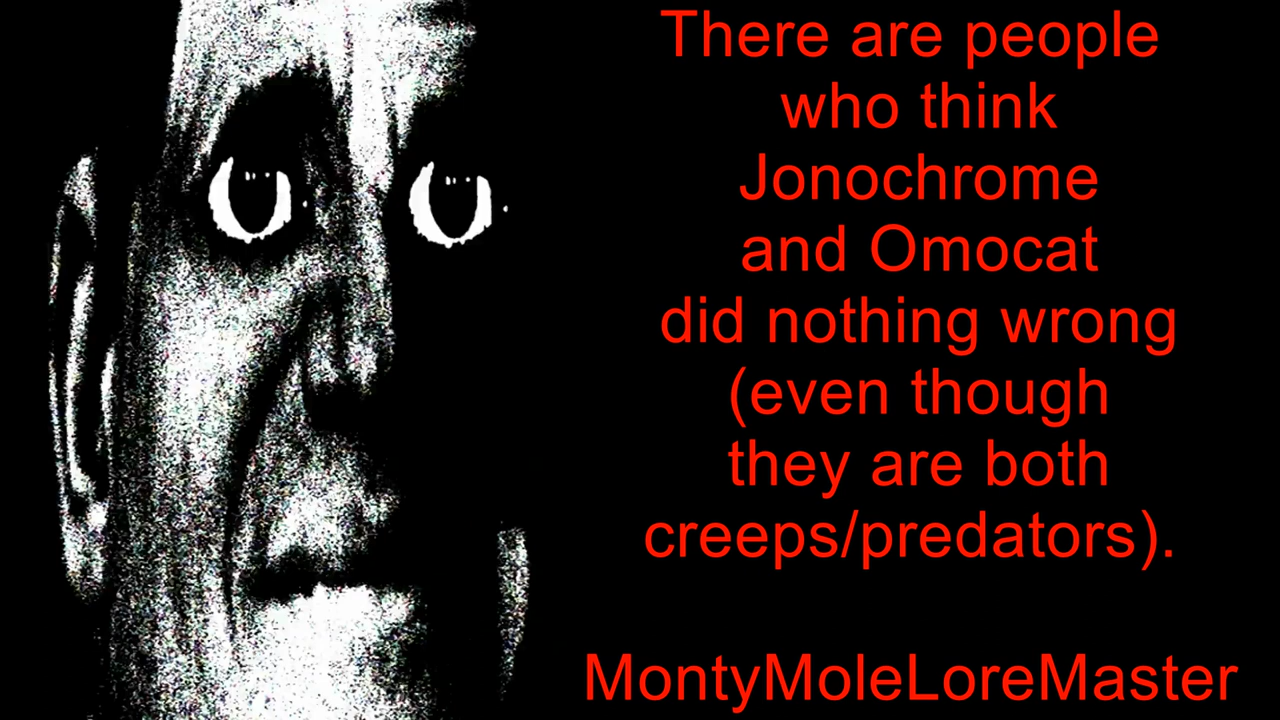 There are people
who think
Jonochrome
and Omocat
did nothing wrong
(even though
they are both
creeps/predators).
MontyMoleLoreMaster